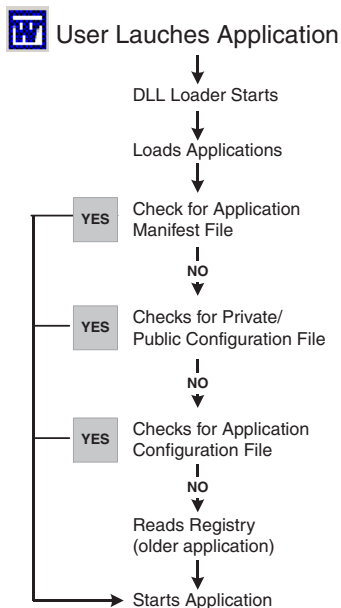 W
User Lauches Application
DLL Loader Starts
Loads Applications
YES
Check for Application
Manifest File
NO
YES
Checks for Private/
Public Configuration File
NO
YES
Checks for Application
Configuration File
NO
Reads Registry
(older application)
Starts Application